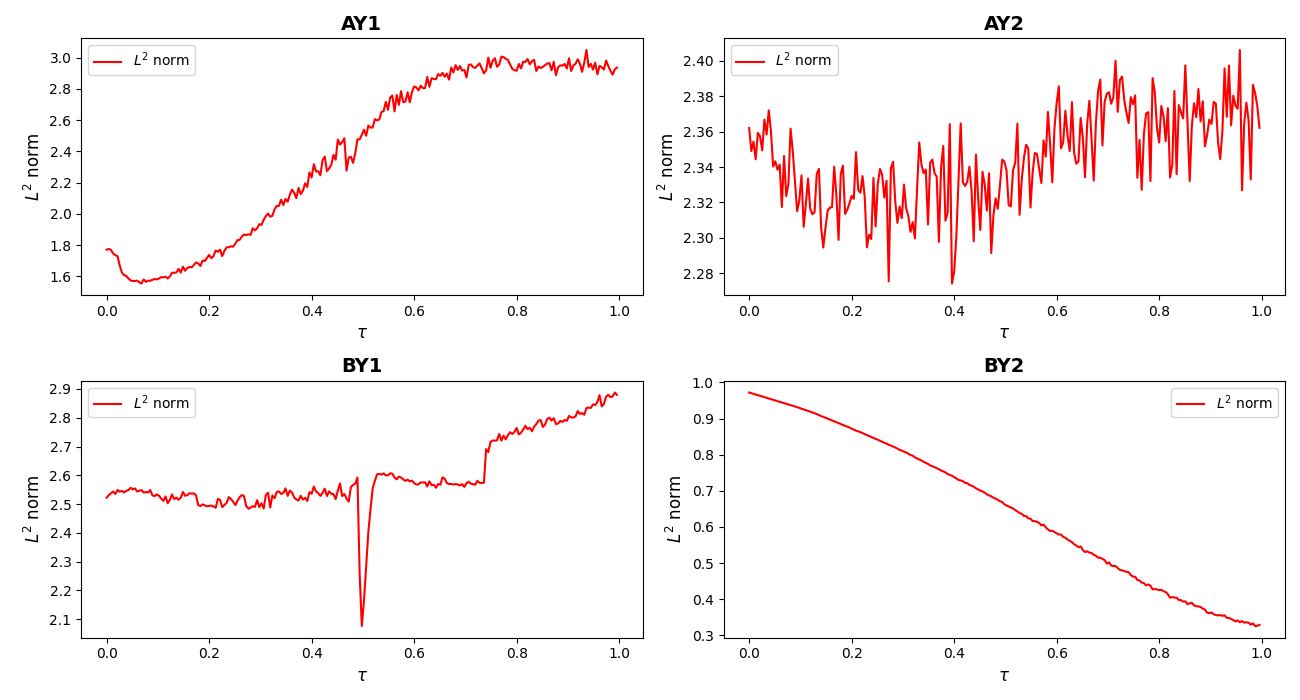 AY1
L² norm
3.0
2.8
2.6
2.4
2.2
2.0
1.8
1.6
L² norm
0.0 0.2 0.4 0.6 0.8 1.0
τ
AY2
L² norm
2.40
2.38
2.36
2.34
2.32
2.30
2.28
L² norm
0.0 0.2 0.4 0.6 0.8 1.0
τ
BY1
L² norm
2.9
2.8
2.7
2.6
2.5
2.4
2.3
2.2
2.1
L² norm
0.0 0.2 0.4 0.6 0.8 1.0
τ
BY2
L² norm
1.0
0.9
0.8
0.7
0.6
0.5
0.4
0.3
L² norm
0.0 0.2 0.4 0.6 0.8 1.0
τ